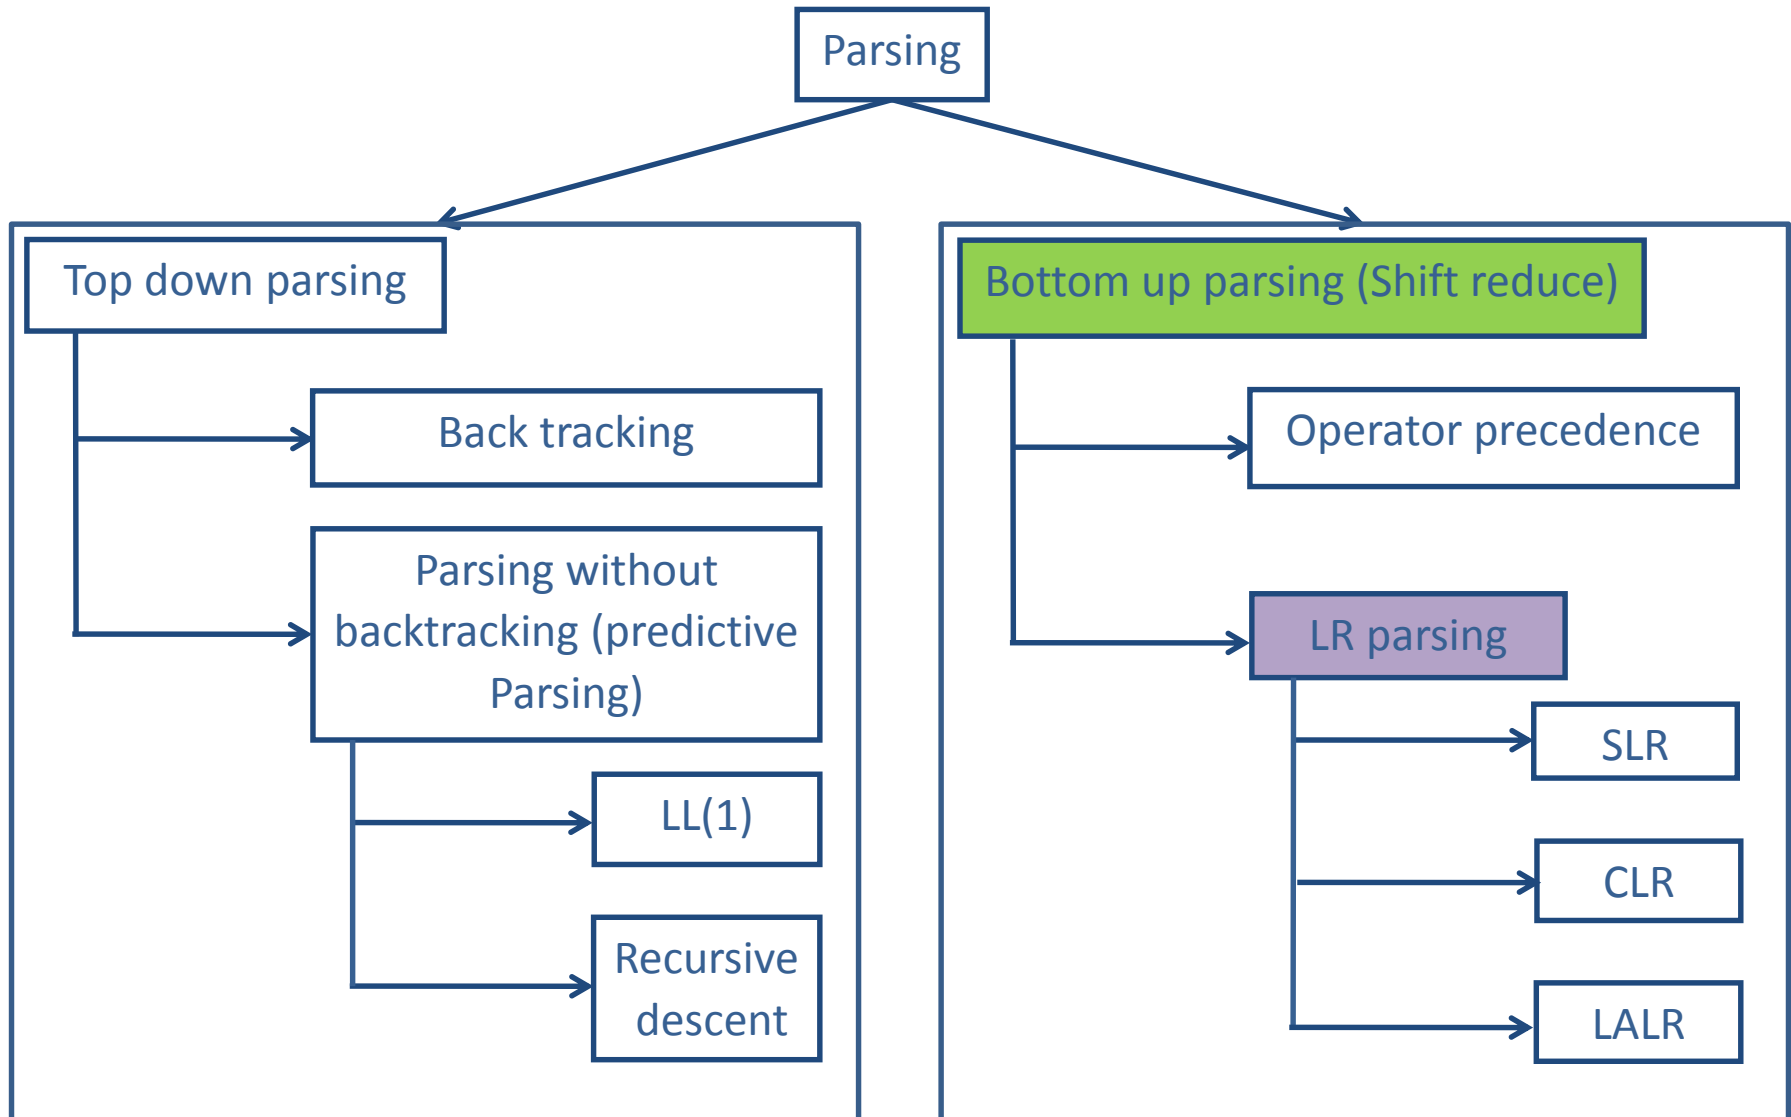 Parsing
Top down parsing
Back tracking
Parsing without
backtracking (predictive
Parsing)
LL(1)
Recursive
descent
Bottom up parsing (Shift reduce)
Operator precedence
LR parsing
SLR
CLR
LALR